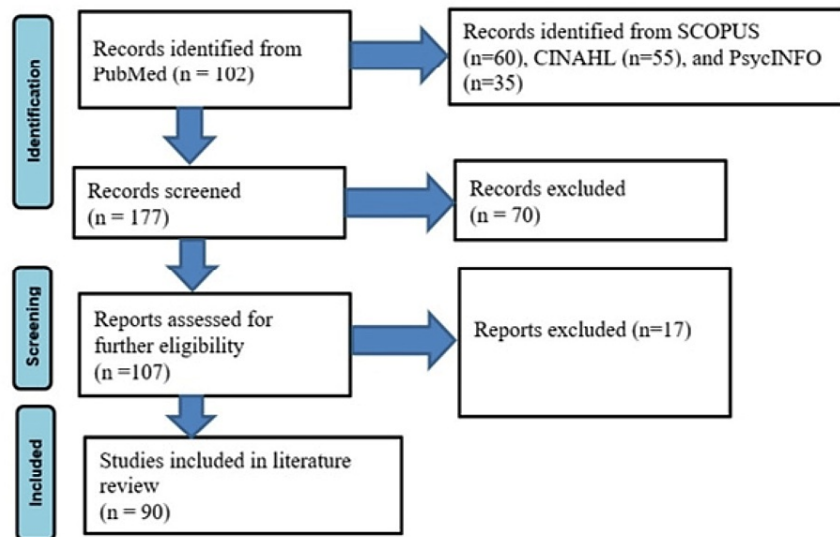 Identification
Records identified from
PubMed (n = 102)
Records identified from SCOPUS
(n=60), CINAHL (n=55), and PsycINFO
(n=35)
Records screened
(n = 177)
Records excluded
(n = 70)
Screening
Reports assessed for
further eligibility
(n =107)
Reports excluded (n=17)
Included
Studies included in literature
review
(n = 90)